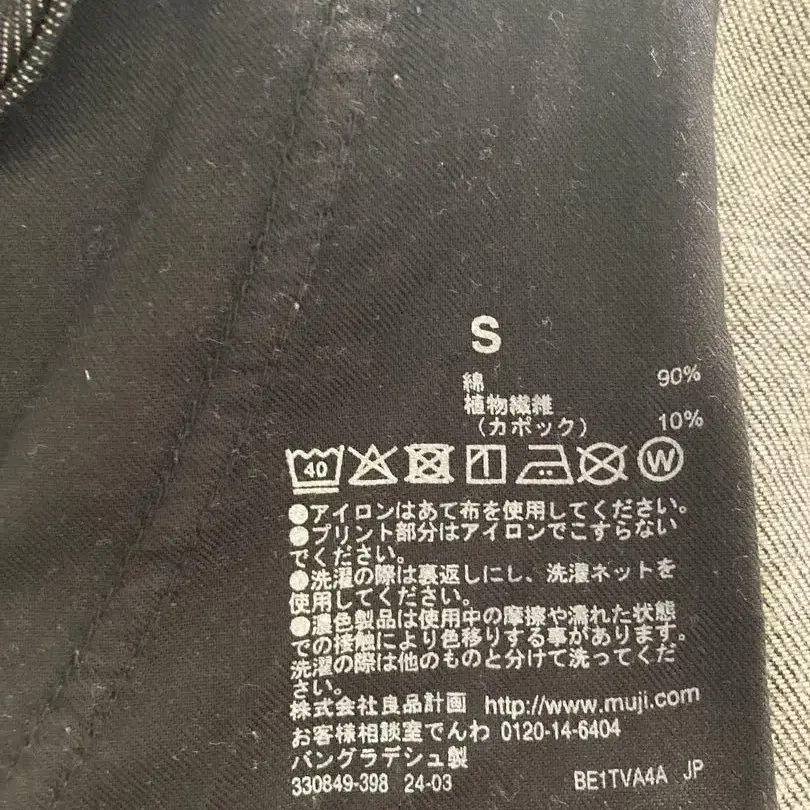 S
綿 90%
植物繊維
(カポック) 10%
40 W
●アイロンはあて布を使用してください。
●プリント部分はアイロンでこすらない
でください。
●洗濯の際は裏返しにし、洗濯ネットを
使用してください。
●濃色製品は使用中の摩擦や濡れた状態
での接触により色移りする事があります。
洗濯の際は他のものと分けて洗ってくだ
さい。
株式会社良品計画 http://www.muji.com
お客様相談室でんわ 0120-14-6404
バングラデシュ製
330849-398 24-03 BE1TVA4A JP